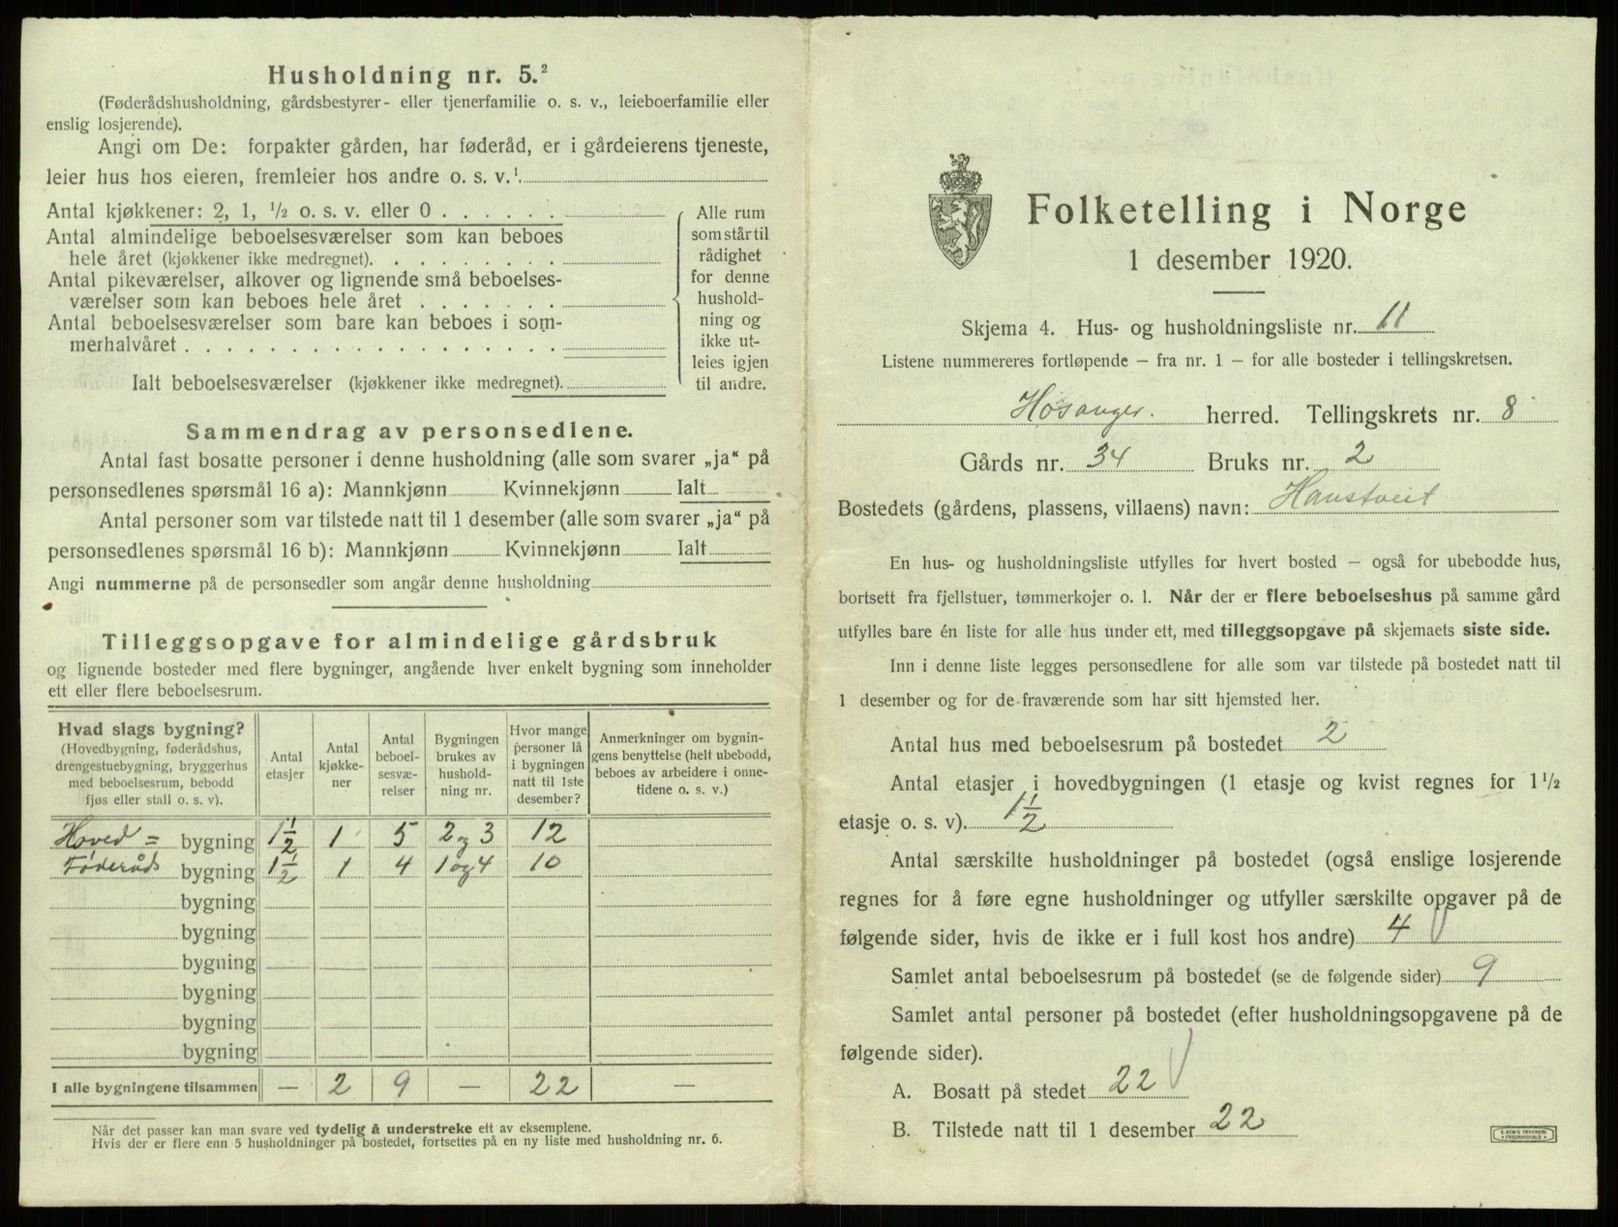 Husholdning nr. 5.²
(Føderådshusholdning, gårdsbestyrer- eller tjenerfamilie o. s. v., leieboerfamilie eller
enslig losjerende).
Angi om De: forpakter gården, har føderåd, er i gårdeierens tjeneste,
leier hus hos eieren, fremleier hos andre o. s. v.¹
Antal kjøkkener: 2, 1, ½ o. s. v. eller 0 . . . . . .
Antal almindelige beboelsesværelser som kan beboes
hele året (kjøkkener ikke medregnet). . . . . . . . .
Antal pikeværelser, alkover og lignende små beboelses-
værelser som kan beboes hele året . . . . . . .
Antal beboelsesværelser som bare kan beboes i som-
merhalvåret . . . . . . . . . . . . . . . . . .
Ialt beboelsesværelser (kjøkkener ikke medregnet).
Alle rum
som står til
rådighet
for denne
hushold-
ning og
ikke ut-
leies igjen
til andre.
Sammendrag av personsedlene.
Antal fast bosatte personer i denne husholdning (alle som svarer „ja“ på
personsedlenes spørsmål 16 a): Mannkjønn Kvinnekjønn Ialt
Antal personer som var tilstede natt til 1 desember (alle som svarer „ja“ på
personsedlenes spørsmål 16 b): Mannkjønn Kvinnekjønn Ialt
Angi nummerne på de personsedler som angår denne husholdning
Tilleggsopgave for almindelige gårdsbruk
og lignende bosteder med flere bygninger, angående hver enkelt bygning som inneholder
ett eller flere beboelsesrum.
Hvad slags bygning?
(Hovedbygning, føderådshus,
drengestuebygning, bryggerhus
med beboelsesrum, bebodd
fjøs eller stall o. s. v).
Antal
etasjer
Antal
kjøkke-
ner
Antal
beboel-
sesvæ-
relser
Bygningen
brukes av
hushold-
ning nr.
Hvor mange
personer lå
i bygningen
natt til 1ste
desember?
Anmerkninger om bygnin-
gens benyttelse (helt ubebodd,
beboes av arbeidere i onne-
tidene o. s. v.)
Hoved = bygning 1½ 1 5 2 og 3 12
Føderåds bygning 1½ 1 4 1 og 4 10
bygning
bygning
bygning
bygning
bygning
bygning
I alle bygningene tilsammen — 2 9 — 22 —
Når det passer kan man svare ved tydelig å understreke ett av eksemplene.
Hvis der er flere enn 5 husholdninger på bostedet, fortsettes på en ny liste med husholdning nr. 6.
Folketelling i Norge
1 desember 1920.
Skjema 4. Hus- og husholdningsliste nr. 11
Listene nummereres fortløpende — fra nr. 1 — for alle bosteder i tellingskretsen.
Hosanger. herred. Tellingskrets nr. 8
Gårds nr. 34 Bruks nr. 2
Bostedets (gårdens, plassens, villaens) navn: Haustveit
En hus- og husholdningsliste utfylles for hvert bosted — også for ubebodde hus,
bortsett fra fjellstuer, tømmerkojer o. l. Når der er flere beboelseshus på samme gård
utfylles bare én liste for alle hus under ett, med tilleggsopgave på skjemaets siste side.
Inn i denne liste legges personsedlene for alle som var tilstede på bostedet natt til
1 desember og for de fraværende som har sitt hjemsted her.
Antal hus med beboelsesrum på bostedet 2
Antal etasjer i hovedbygningen (1 etasje og kvist regnes for 1½
etasje o. s. v). 1½
Antal særskilte husholdninger på bostedet (også enslige losjerende
regnes for å føre egne husholdninger og utfyller særskilte opgaver på de
følgende sider, hvis de ikke er i full kost hos andre) 4
Samlet antal beboelsesrum på bostedet (se de følgende sider) 9
Samlet antal personer på bostedet (efter husholdningsopgavene på de
følgende sider).
A. Bosatt på stedet 22
B. Tilstede natt til 1 desember 22